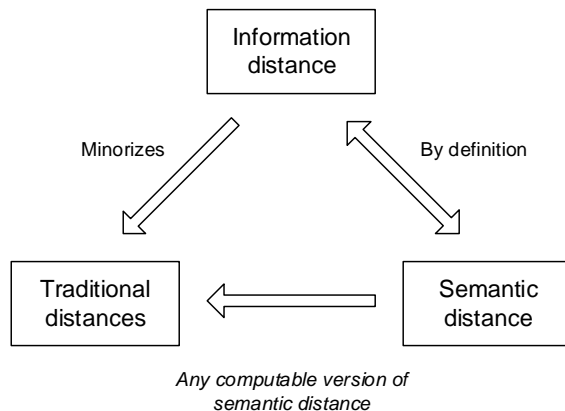 Information
distance
Minorizes
By definition
Traditional
distances
Semantic
distance
Any computable version of
semantic distance